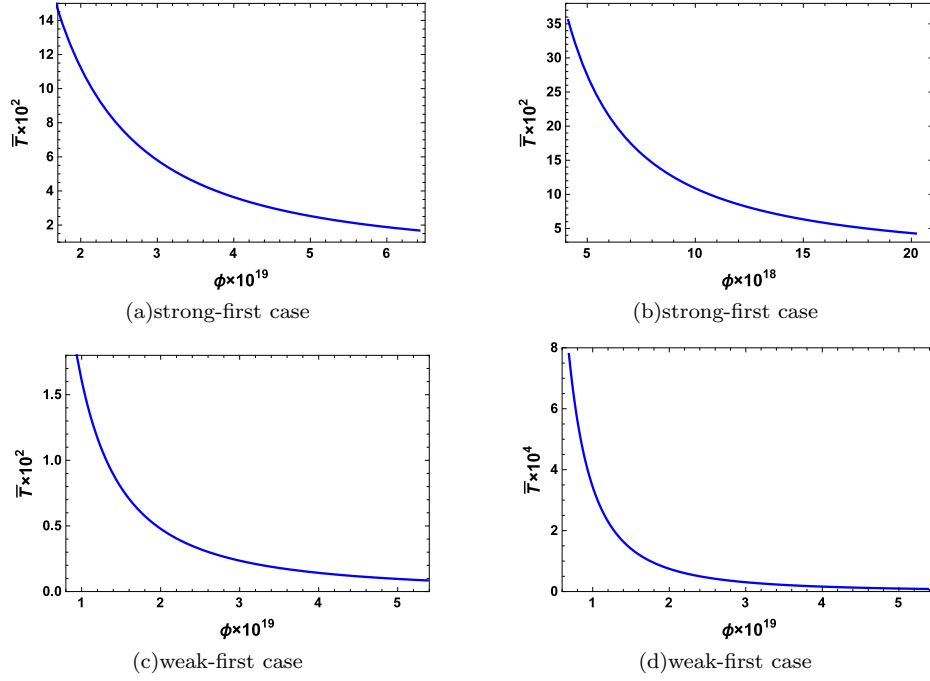 14
12
10
8
6
4
2
T̿×10²
2 3 4 5 6
ϕ×10¹⁹
(a)strong-first case
35
30
25
20
15
10
5
T̿×10²
5 10 15 20
ϕ×10¹⁸
(b)strong-first case
1.5
1.0
0.5
0.0
T̿×10²
1 2 3 4 5
ϕ×10¹⁹
(c)weak-first case
8
6
4
2
0
T̿×10⁴
1 2 3 4 5
ϕ×10¹⁹
(d)weak-first case